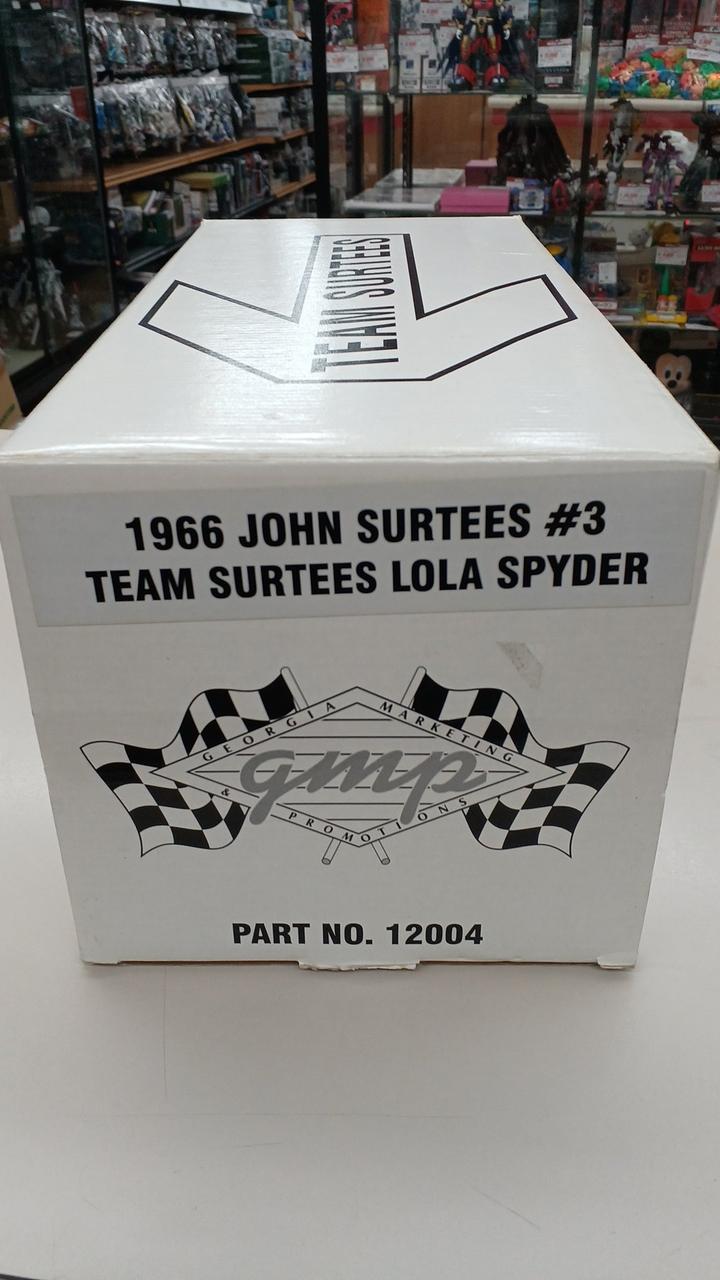 TEAM SURTEES
1966 JOHN SURTEES #3
TEAM SURTEES LOLA SPYDER
GEORGIA MARKETING
gmp
& PROMOTIONS
PART NO. 12004